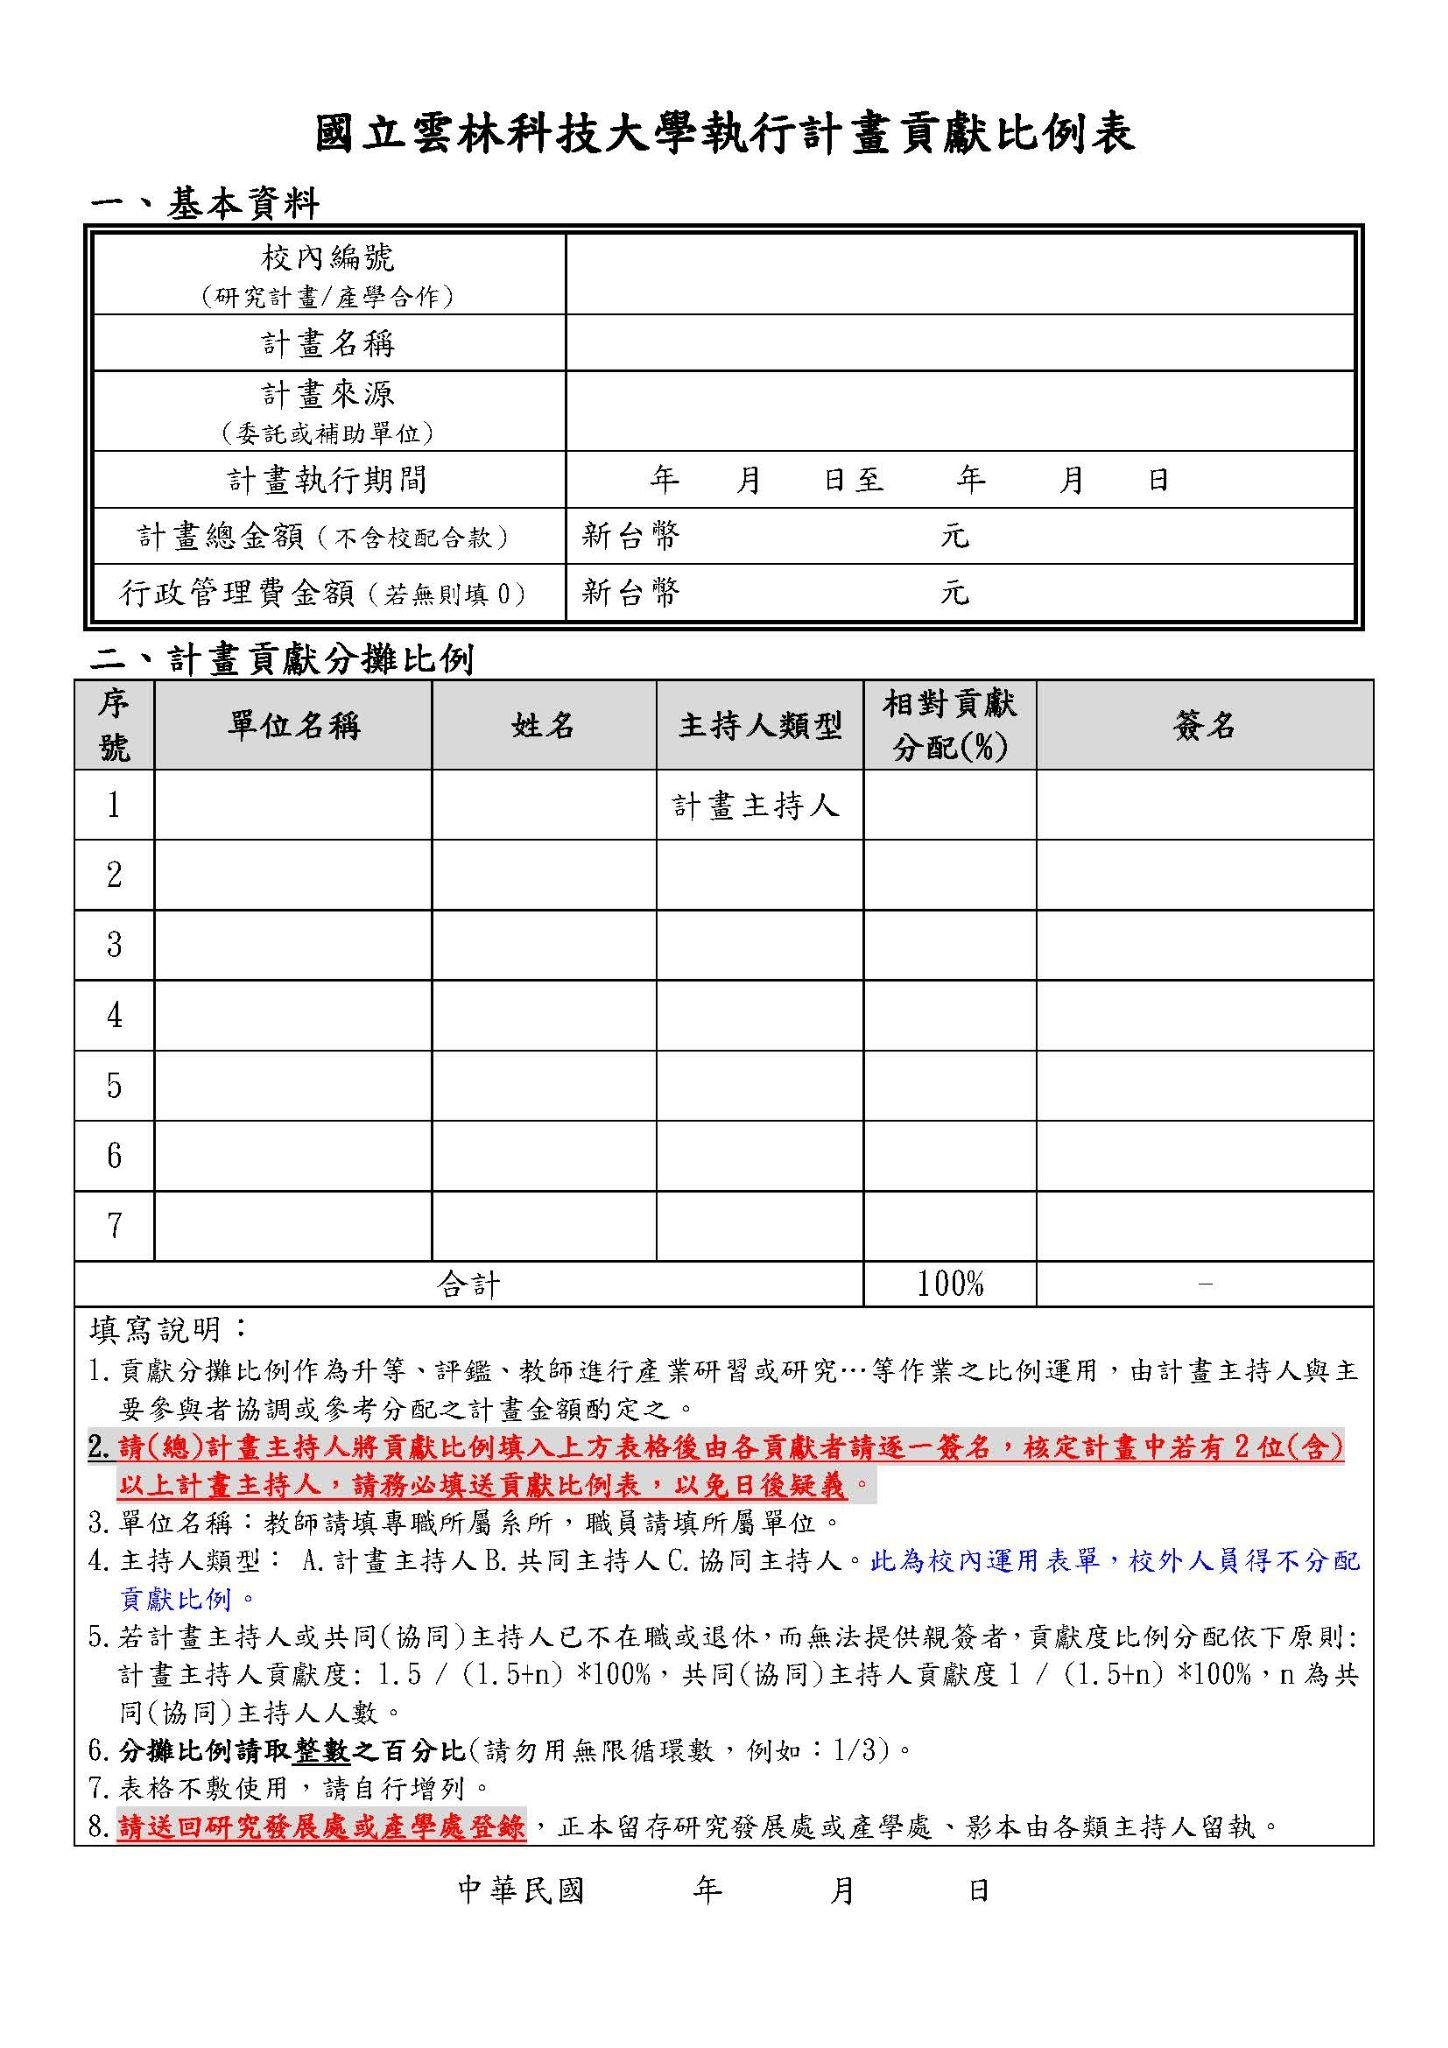 國立雲林科技大學執行計畫貢獻比例表
一、基本資料
校內編號
(研究計畫/產學合作)
計畫名稱
計畫來源
(委託或補助單位)
計畫執行期間 年 月 日至 年 月 日
計畫總金額(不含校配合款) 新台幣 元
行政管理費金額(若無則填 0) 新台幣 元
二、計畫貢獻分攤比例
序號 單位名稱 姓名 主持人類型 相對貢獻分配(%) 簽名
1 計畫主持人
2
3
4
5
6
7
合計 100% –
填寫說明：
1.貢獻分攤比例作為升等、評鑑、教師進行產業研習或研究…等作業之比例運用，由計畫主持人與主
要參與者協調或參考分配之計畫金額酌定之。
2.請(總)計畫主持人將貢獻比例填入上方表格後由各貢獻者請逐一簽名，核定計畫中若有 2 位(含)
以上計畫主持人，請務必填送貢獻比例表，以免日後疑義。
3.單位名稱：教師請填專職所屬系所，職員請填所屬單位。
4.主持人類型： A.計畫主持人 B.共同主持人 C.協同主持人。此為校內運用表單，校外人員得不分配
貢獻比例。
5.若計畫主持人或共同(協同)主持人已不在職或退休，而無法提供親簽者，貢獻度比例分配依下原則:
計畫主持人貢獻度: 1.5 / (1.5+n) *100%，共同(協同)主持人貢獻度 1 / (1.5+n) *100%，n 為共
同(協同)主持人人數。
6.分攤比例請取整數之百分比(請勿用無限循環數，例如：1/3)。
7.表格不敷使用，請自行增列。
8.請送回研究發展處或產學處登錄，正本留存研究發展處或產學處、影本由各類主持人留執。
中華民國 年 月 日